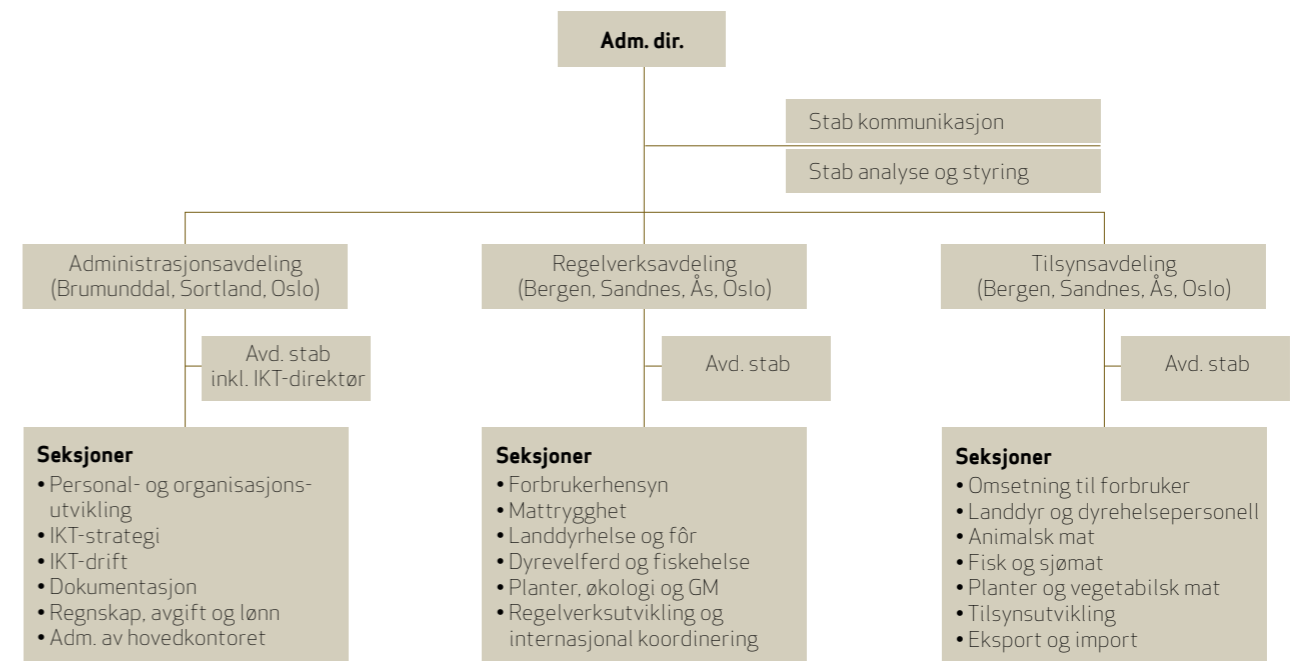 Adm. dir.
Stab kommunikasjon
Stab analyse og styring
Administrasjonsavdeling
(Brumunddal, Sortland, Oslo)
Regelverksavdeling
(Bergen, Sandnes, Ås, Oslo)
Tilsynsavdeling
(Bergen, Sandnes, Ås, Oslo)
Avd. stab
inkl. IKT-direktør
Avd. stab
Avd. stab
Seksjoner
• Personal- og organisasjons-
utvikling
• IKT-strategi
• IKT-drift
• Dokumentasjon
• Regnskap, avgift og lønn
• Adm. av hovedkontoret
Seksjoner
• Forbrukerhensyn
• Mattrygghet
• Landdyrhelse og fôr
• Dyrevelferd og fiskehelse
• Planter, økologi og GM
• Regelverksutvikling og
internasjonal koordinering
Seksjoner
• Omsetning til forbruker
• Landdyr og dyrehelsepersonell
• Animalsk mat
• Fisk og sjømat
• Planter og vegetabilsk mat
• Tilsynsutvikling
• Eksport og import